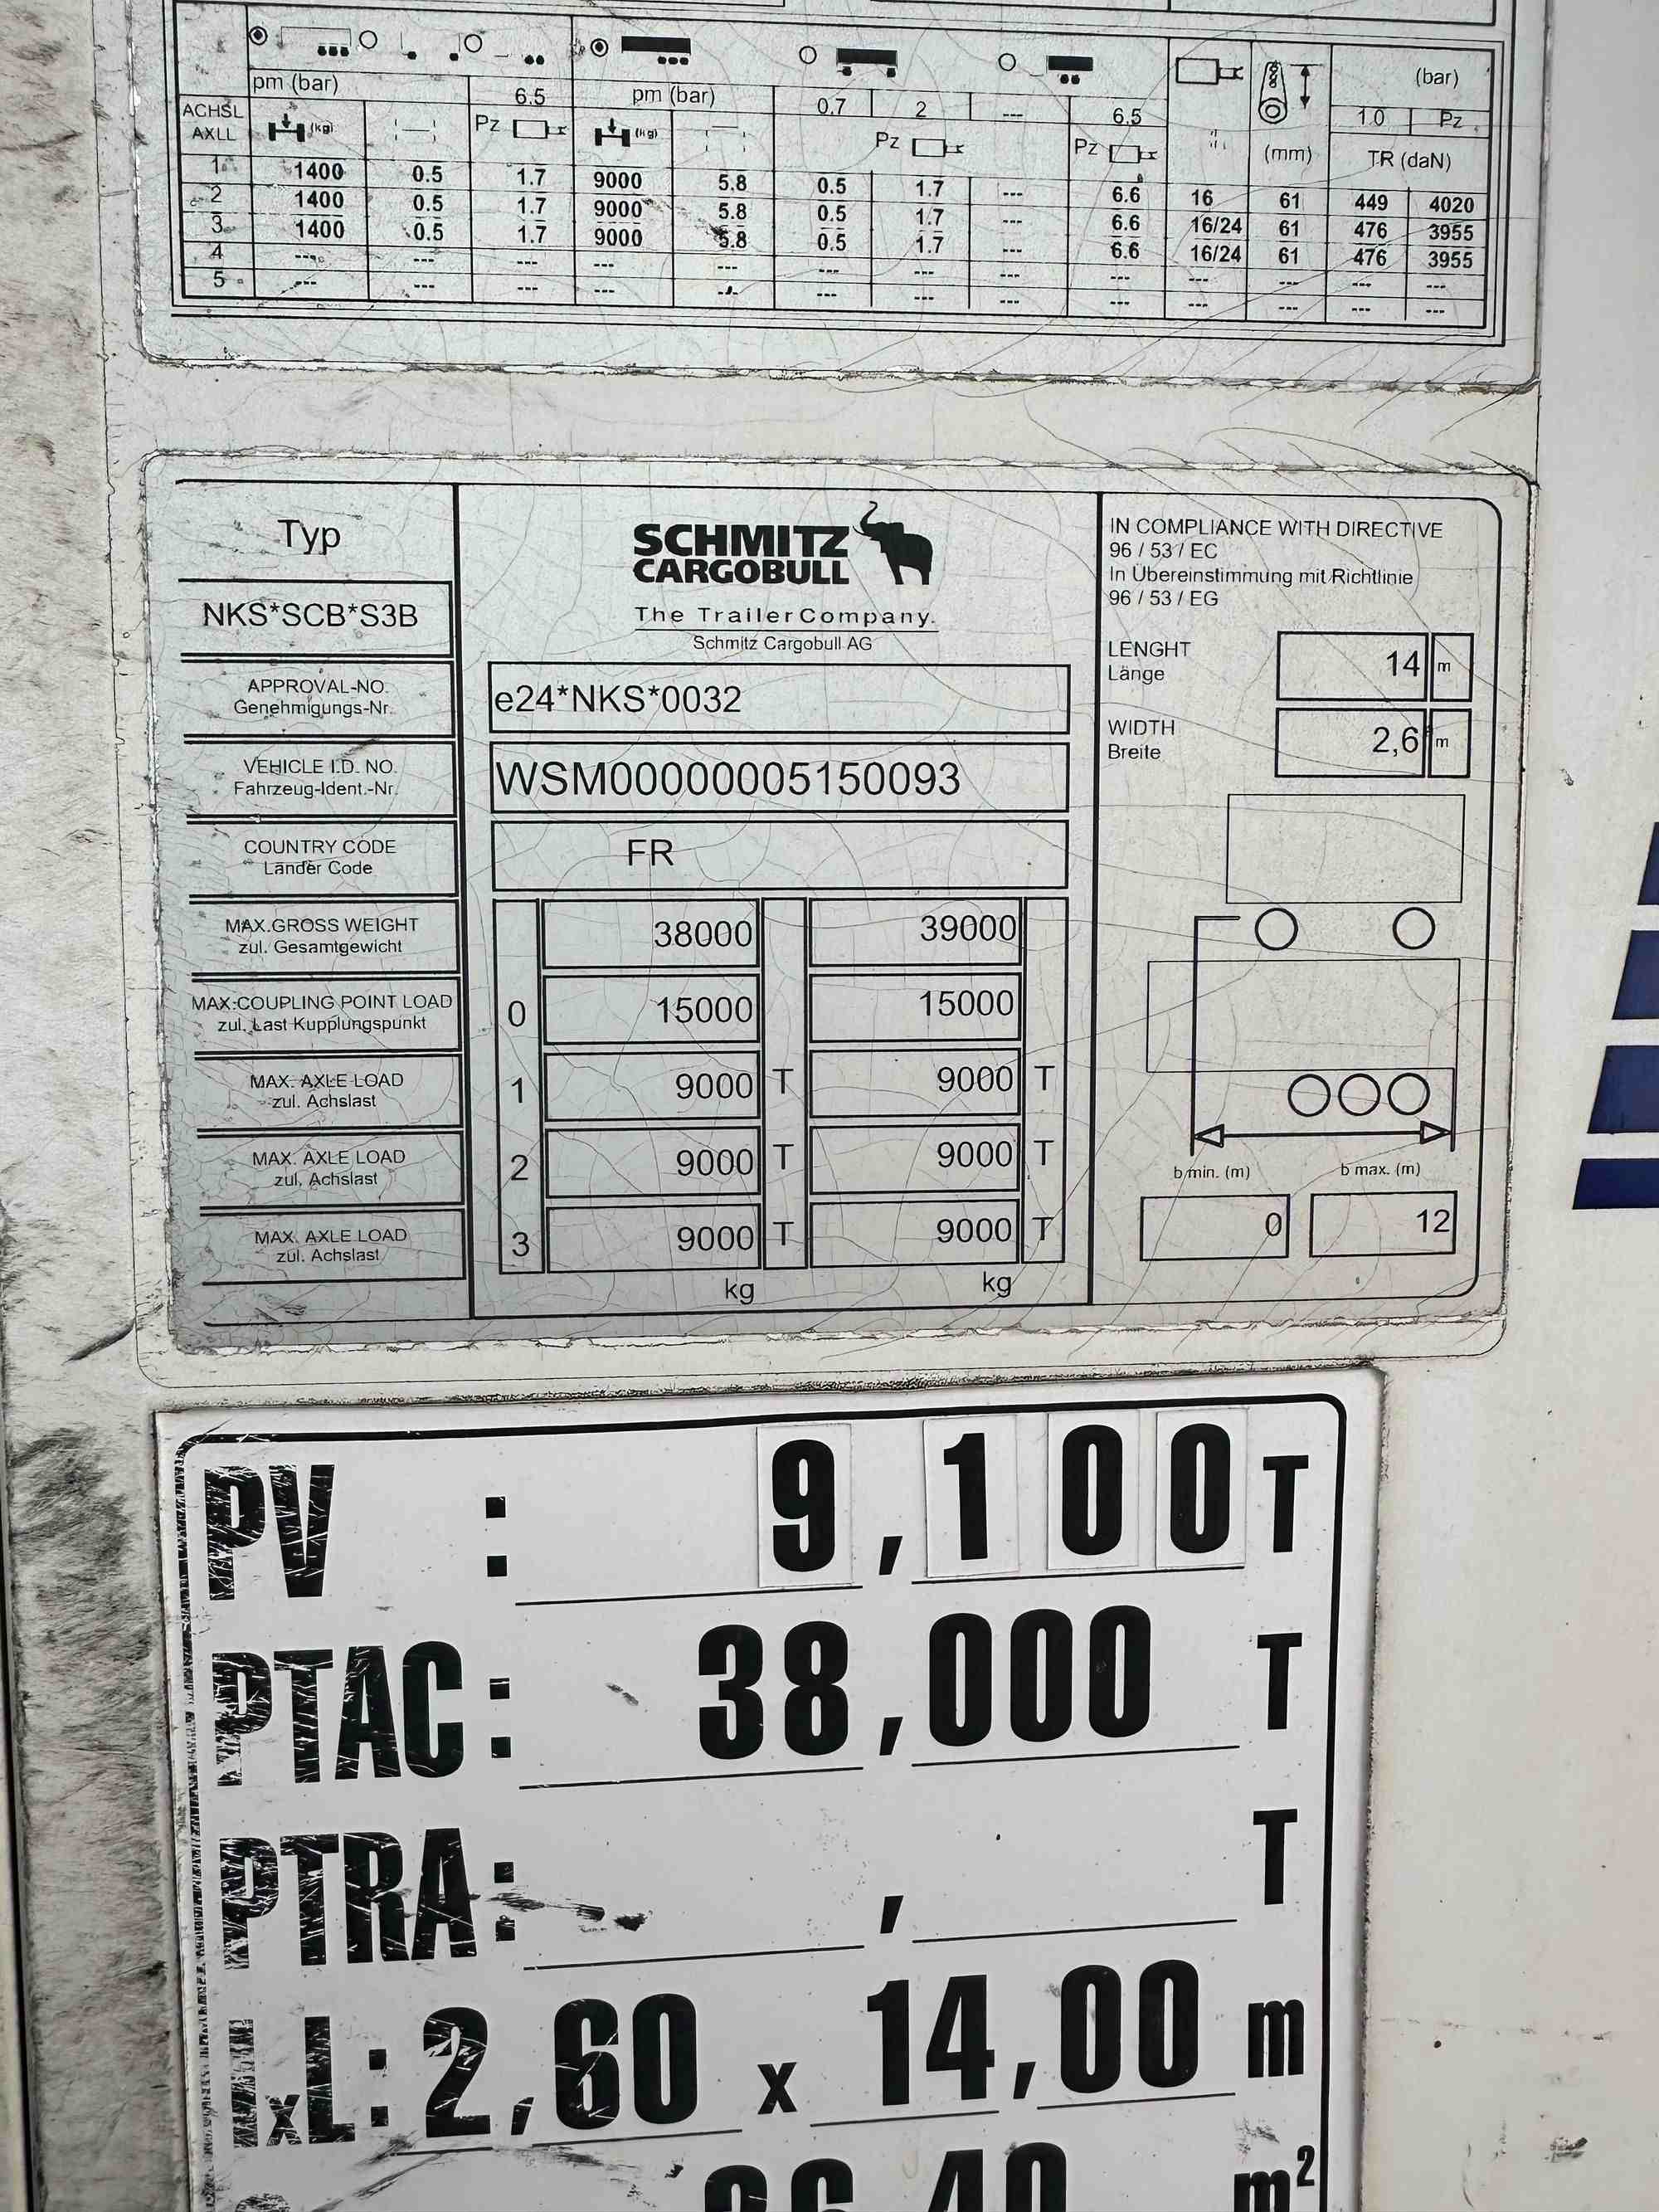 pm (bar) 6.5 pm (bar) 0.7 2 --- 6.5 (bar)
ACHSL
AXLL (kg) Pz (kg) Pz Pz (mm) 1.0 Pz
TR (daN)
1 1400 0.5 1.7 9000 5.8 0.5 1.7 --- 6.6 16 61 449 4020
2 1400 0.5 1.7 9000 5.8 0.5 1.7 --- 6.6 16/24 61 476 3955
3 1400 0.5 1.7 9000 5.8 0.5 1.7 --- 6.6 16/24 61 476 3955
4 --- --- --- --- --- --- --- --- --- --- --- --- ---
5 --- --- --- --- --- --- --- --- --- --- --- --- ---
Typ
NKS*SCB*S3B
SCHMITZ
CARGOBULL
The Trailer Company.
Schmitz Cargobull AG
IN COMPLIANCE WITH DIRECTIVE
96 / 53 / EC
In Übereinstimmung mit Richtlinie
96 / 53 / EG
LENGHT
Länge
14 m
WIDTH
Breite
2,6 m
APPROVAL-NO.
Genehmigungs-Nr.
e24*NKS*0032
VEHICLE I.D. NO.
Fahrzeug-Ident.-Nr.
WSM00000005150093
COUNTRY CODE
Länder Code
FR
MAX.GROSS WEIGHT
zul. Gesamtgewicht
38000 39000
MAX.COUPLING POINT LOAD
zul. Last Kupplungspunkt
0 15000 15000
MAX. AXLE LOAD
zul. Achslast
1 9000 T 9000 T
MAX. AXLE LOAD
zul. Achslast
2 9000 T 9000 T
MAX. AXLE LOAD
zul. Achslast
3 9000 T 9000 T
kg kg
b min. (m) b max. (m)
0 12
PV : 9,100 T
PTAC: 38,000 T
PTRA: , T
lxL: 2,60 x 14,00 m
36,40 m²